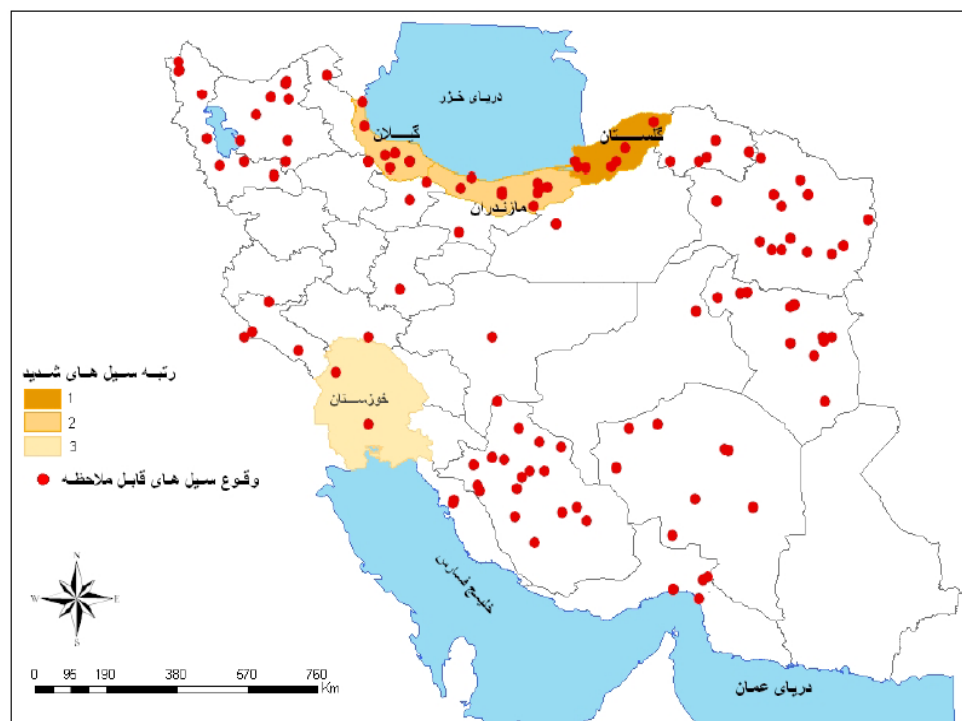 دریای خزر
گیلان
گلستان
مازندران
رتبه سیل های شدید
1
2
3
خوزستان
وقوع سیل های قابل ملاحظه
خلیج فارس
N
W
E
S
0 95 190 380 570 760
Km
دریای عمان